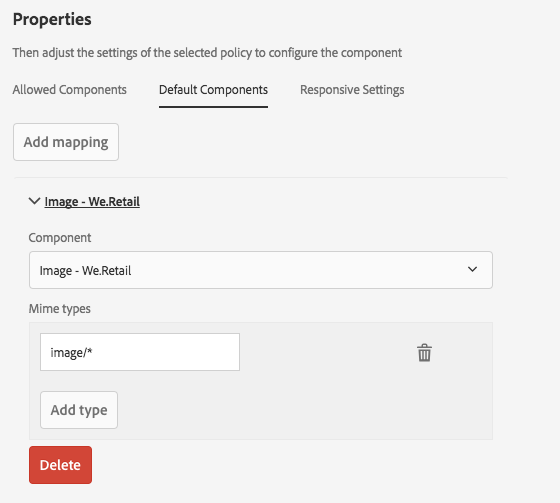 Properties
Then adjust the settings of the selected policy to configure the component
Allowed Components Default Components Responsive Settings
Add mapping
Image - We.Retail
Component
Image - We.Retail
Mime types
image/*
Add type
Delete